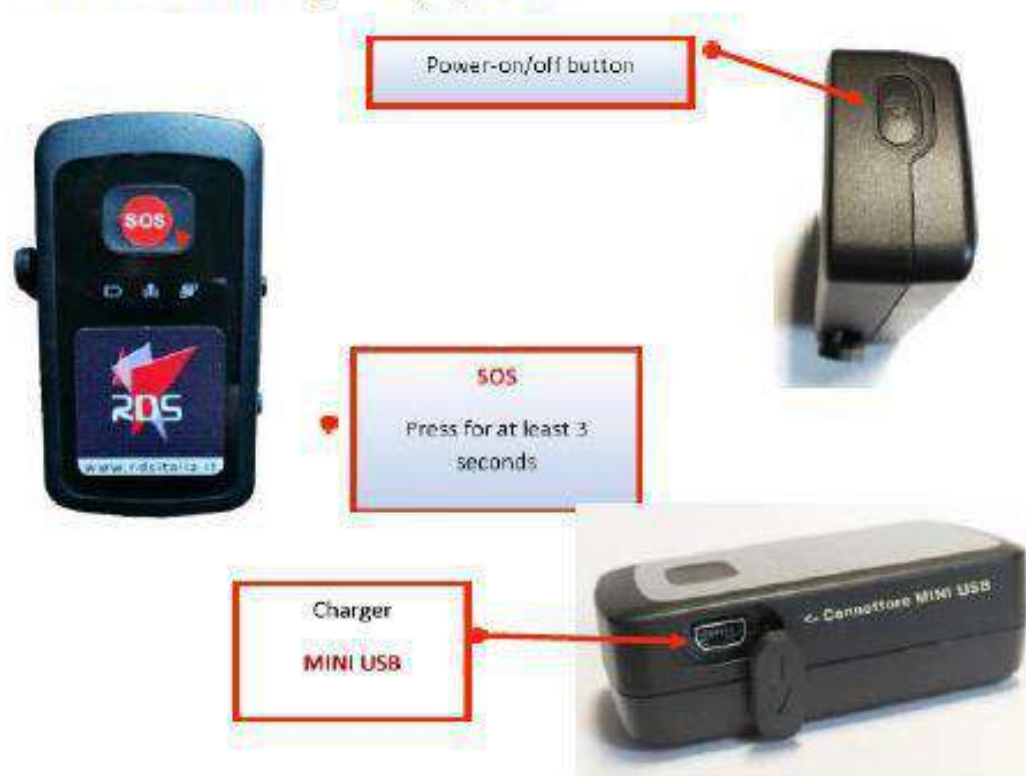 Power-on/off button
SOS
RDS
www.rdsitalia.it
SOS
Press for at least 3
seconds
Charger
MINI USB
<- Connettore MINI USB